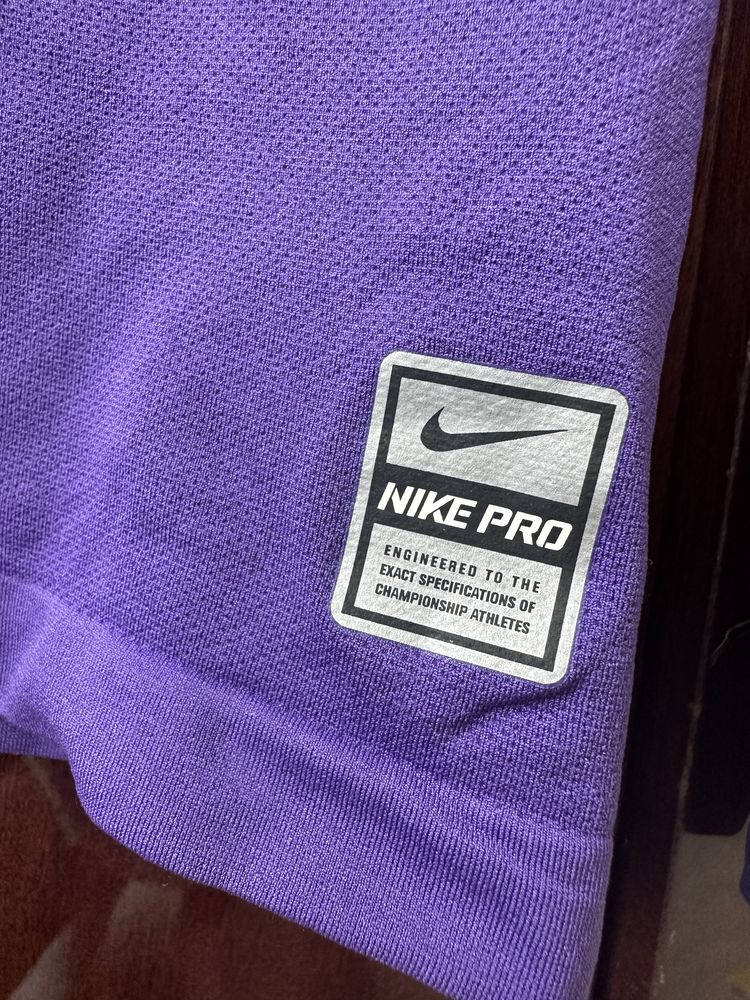 NIKE PRO
ENGINEERED TO THE
EXACT SPECIFICATIONS OF
CHAMPIONSHIP ATHLETES